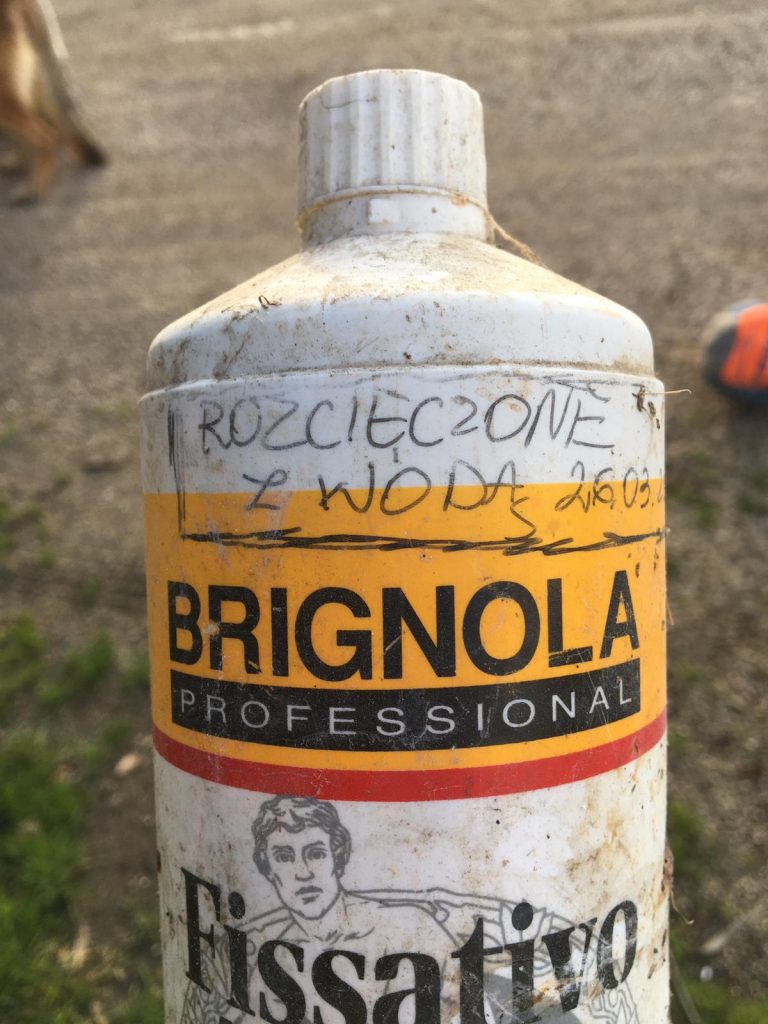 ROZCIĘCZONE
Z WODĄ 26.03.
BRIGNOLA
PROFESSIONAL
Fissativo